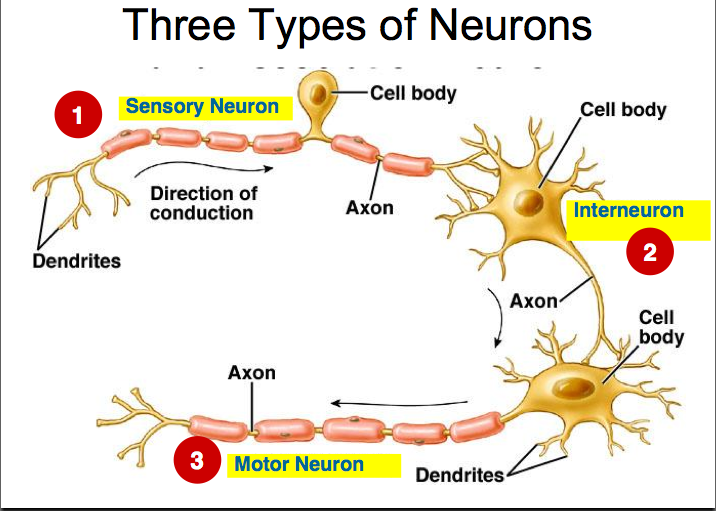 Three Types of Neurons
1
Sensory Neuron
Cell body
Cell body
Direction of
conduction
Axon
Interneuron
2
Dendrites
Axon
Cell
body
Axon
3
Motor Neuron
Dendrites